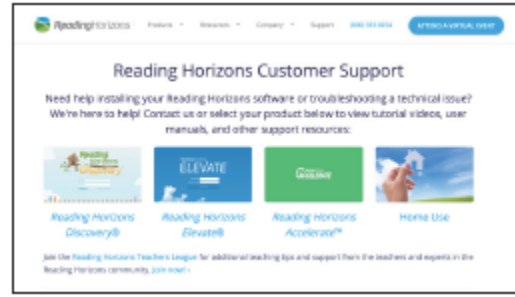 ReadingHorizons Products Resources Company Support ATTEND A VIRTUAL EVENT
Reading Horizons Customer Support
Need help installing your Reading Horizons software or troubleshooting a technical issue?
We're here to help! Contact us or select your product below to view tutorial videos, user
manuals, and other support resources:
Reading Horizons Discovery
ELEVATE
Reading Horizons
Discovery®
Reading Horizons
Elevate®
Reading Horizons
Accelerate™
Home Use
Join the Reading Horizons Teachers League for additional teaching tips and support from the teachers and experts in the
Reading Horizons community. Join now! ›